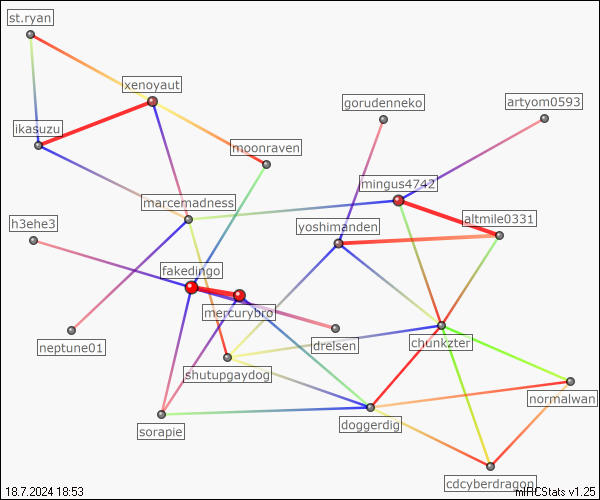 st.ryan
xenoyaut
gorudenneko
artyom0593
ikasuzu
moonraven
mingus4742
marcemadness
altmile0331
h3ehe3
yoshimanden
fakedingo
mercurybro
neptune01
drelsen
chunkzter
shutupgaydog
normalwan
sorapie
doggerdig
cdcyberdragon
18.7.2024 18:53
mIRCStats v1.25